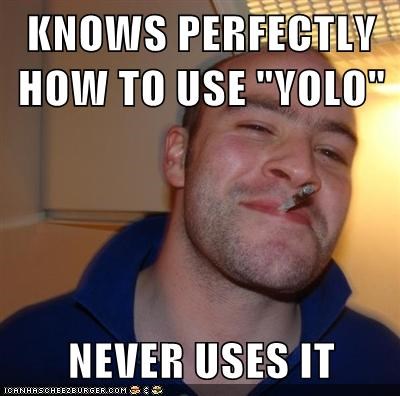 KNOWS PERFECTLY
HOW TO USE "YOLO"
NEVER USES IT
ICANHASCHEEZBURGER.COM